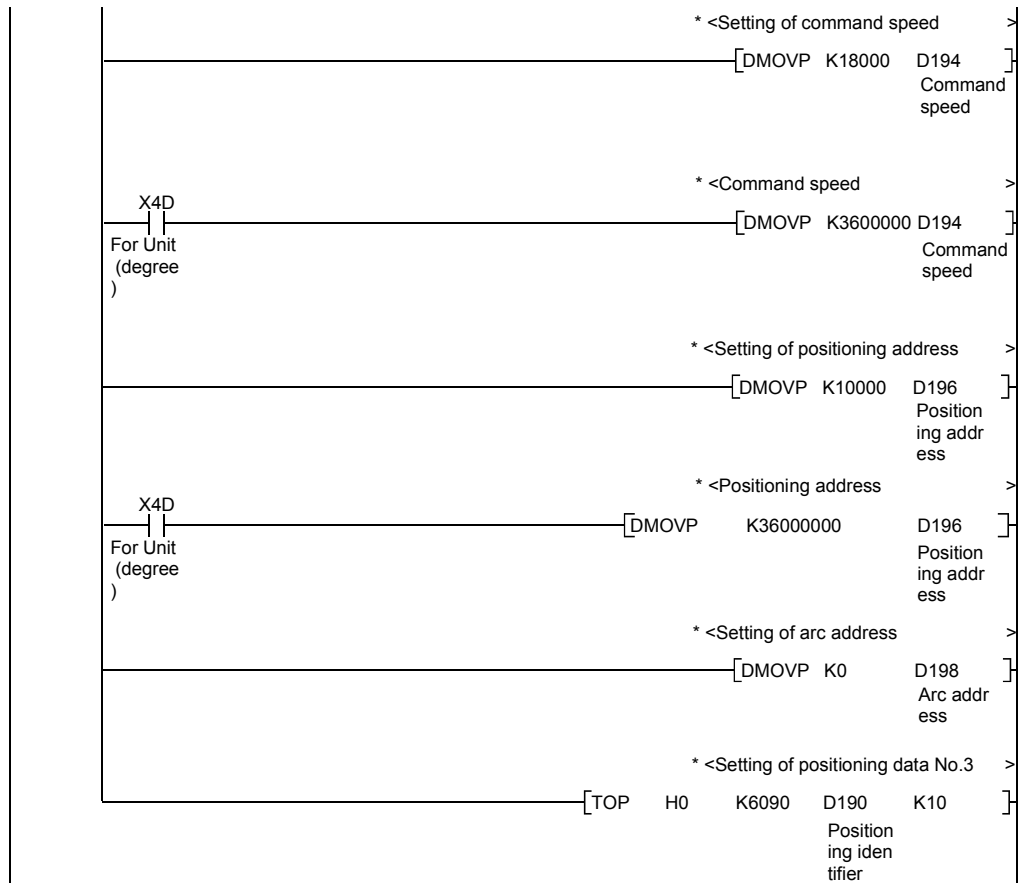 * <Setting of command speed >
DMOVP K18000 D194
Command
speed
* <Command speed >
X4D
DMOVP K3600000 D194
For Unit
(degree
)
Command
speed
* <Setting of positioning address >
DMOVP K10000 D196
Position
ing addr
ess
* <Positioning address >
X4D
DMOVP K36000000 D196
For Unit
(degree
)
Position
ing addr
ess
* <Setting of arc address >
DMOVP K0 D198
Arc addr
ess
* <Setting of positioning data No.3 >
TOP H0 K6090 D190 K10
Position
ing iden
tifier